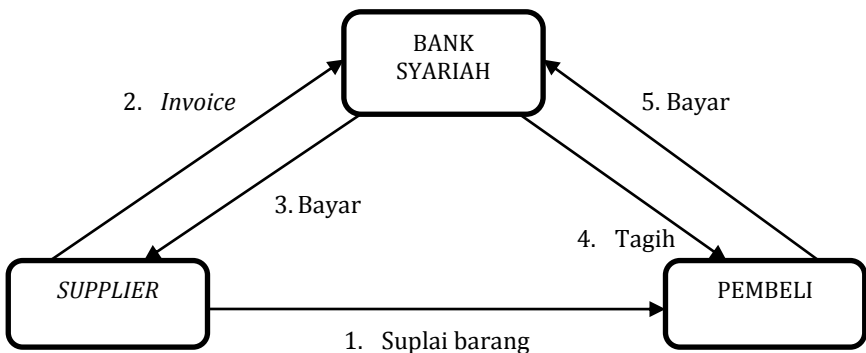 BANK
SYARIAH
2. Invoice
5. Bayar
3. Bayar
4. Tagih
SUPPLIER
PEMBELI
1. Suplai barang